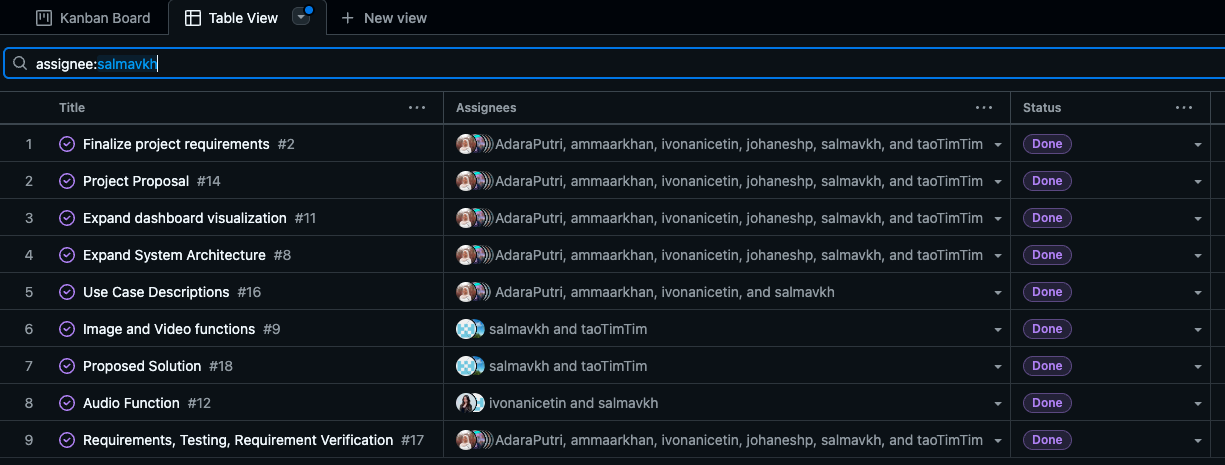 Kanban Board Table View New view
assignee:salmavkh
Title Assignees Status
1 Finalize project requirements #2 AdaraPutri, ammaarkhan, ivonanicetin, johaneshp, salmavkh, and taoTimTim Done
2 Project Proposal #14 AdaraPutri, ammaarkhan, ivonanicetin, johaneshp, salmavkh, and taoTimTim Done
3 Expand dashboard visualization #11 AdaraPutri, ammaarkhan, ivonanicetin, johaneshp, salmavkh, and taoTimTim Done
4 Expand System Architecture #8 AdaraPutri, ammaarkhan, ivonanicetin, johaneshp, salmavkh, and taoTimTim Done
5 Use Case Descriptions #16 AdaraPutri, ammaarkhan, ivonanicetin, and salmavkh Done
6 Image and Video functions #9 salmavkh and taoTimTim Done
7 Proposed Solution #18 salmavkh and taoTimTim Done
8 Audio Function #12 ivonanicetin and salmavkh Done
9 Requirements, Testing, Requirement Verification #17 AdaraPutri, ammaarkhan, ivonanicetin, johaneshp, salmavkh, and taoTimTim Done